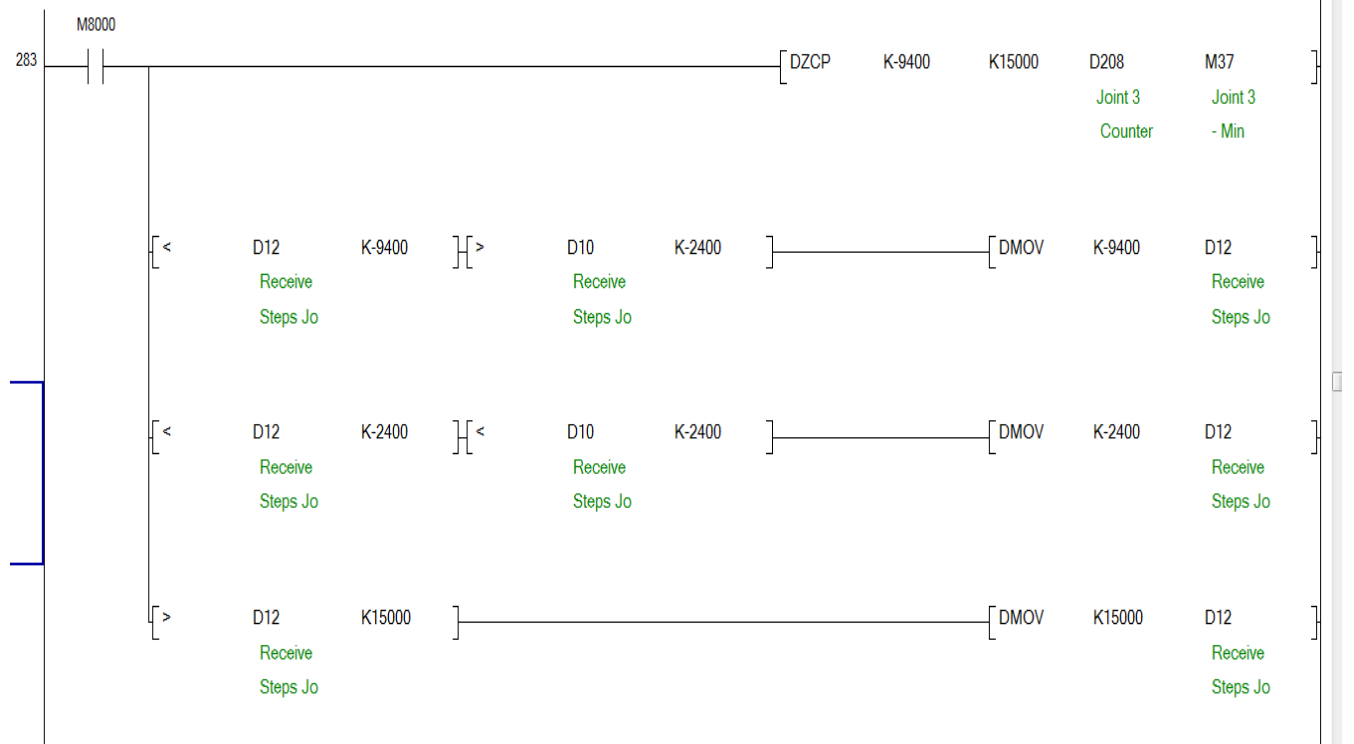 M8000
283 DZCP K-9400 K15000 D208 M37
Joint 3 Joint 3
Counter - Min
< D12 K-9400 > D10 K-2400 DMOV K-9400 D12
Receive Receive Receive
Steps Jo Steps Jo Steps Jo
< D12 K-2400 < D10 K-2400 DMOV K-2400 D12
Receive Receive Receive
Steps Jo Steps Jo Steps Jo
> D12 K15000 DMOV K15000 D12
Receive Receive
Steps Jo Steps Jo